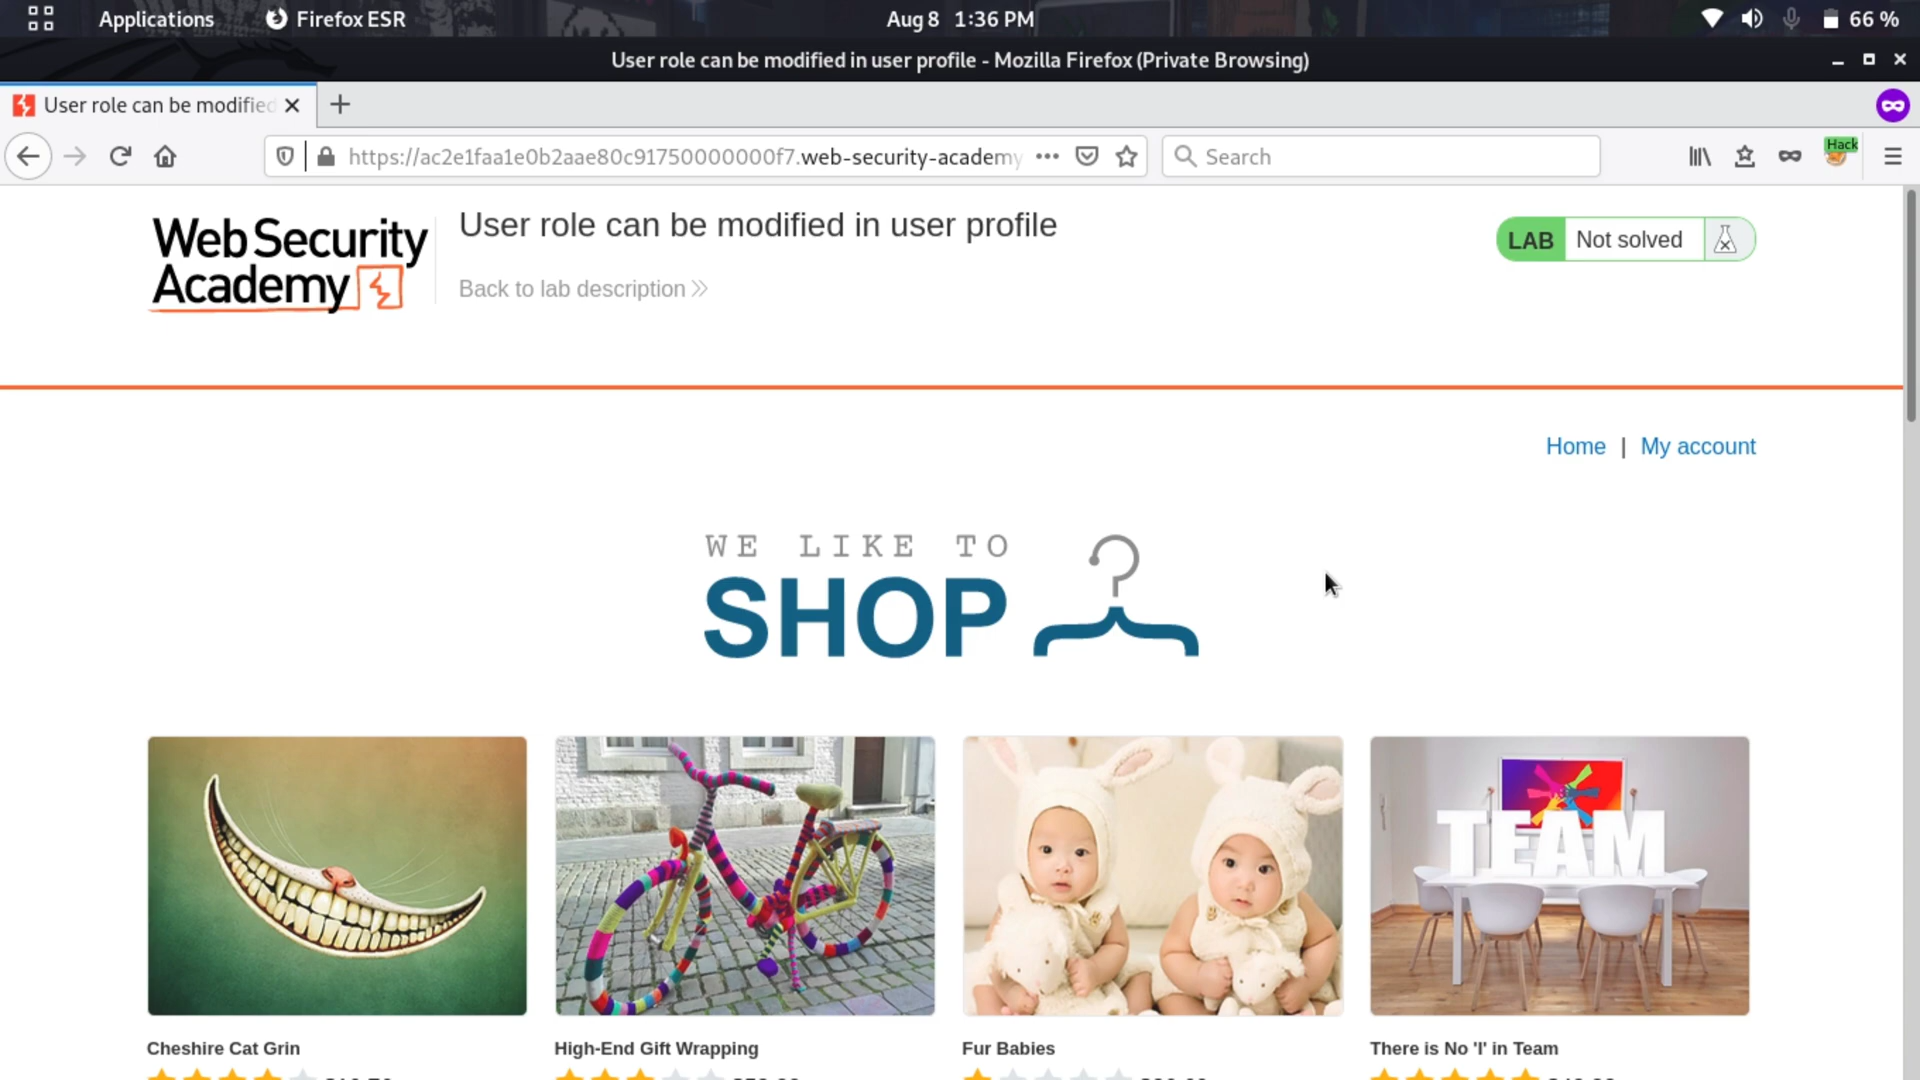 Applications
Firefox ESR
Aug 8 1:36 PM
66 %
User role can be modified in user profile - Mozilla Firefox (Private Browsing)
User role can be modified
https://ac2e1faa1e0b2aae80c91750000000f7.web-security-academy
Search
Hack
Web Security
Academy
User role can be modified in user profile
Back to lab description
LAB
Not solved
Home | My account
WE LIKE TO
SHOP
TEAM
Cheshire Cat Grin
High-End Gift Wrapping
Fur Babies
There is No 'I' in Team